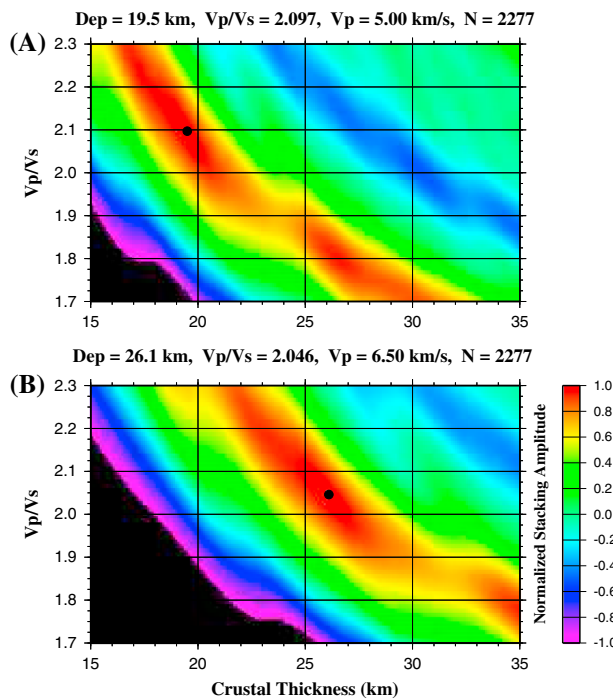 Dep = 19.5 km, Vp/Vs = 2.097, Vp = 5.00 km/s, N = 2277
(A)
2.3
2.2
2.1
2.0
1.9
1.8
1.7
Vp/Vs
15 20 25 30 35
Dep = 26.1 km, Vp/Vs = 2.046, Vp = 6.50 km/s, N = 2277
(B)
2.3
2.2
2.1
2.0
1.9
1.8
1.7
Vp/Vs
15 20 25 30 35
Crustal Thickness (km)
Normalized Stacking Amplitude
1.0
0.8
0.6
0.4
0.2
0.0
-0.2
-0.4
-0.6
-0.8
-1.0